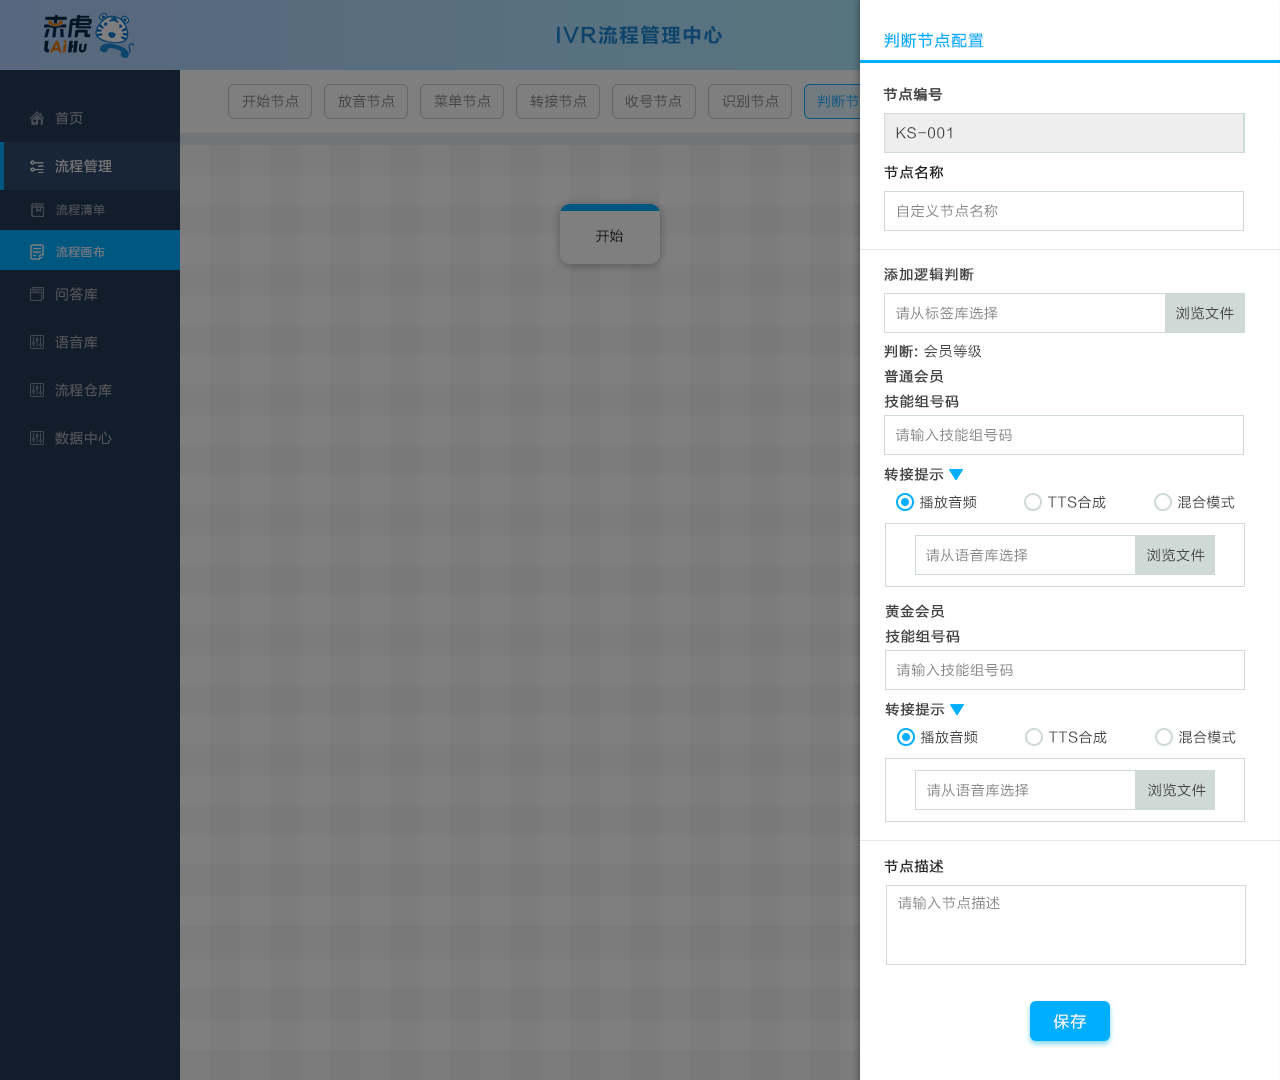 来虎
LAiHu
IVR流程管理中心
首页
流程管理
流程清单
流程画布
问答库
语音库
流程仓库
数据中心
开始节点 放音节点 菜单节点 转接节点 收号节点 识别节点 判断节
开始
判断节点配置
节点编号
KS-001
节点名称
自定义节点名称
添加逻辑判断
请从标签库选择 浏览文件
判断: 会员等级
普通会员
技能组号码
请输入技能组号码
转接提示
播放音频 TTS合成 混合模式
请从语音库选择 浏览文件
黄金会员
技能组号码
请输入技能组号码
转接提示
播放音频 TTS合成 混合模式
请从语音库选择 浏览文件
节点描述
请输入节点描述
保存